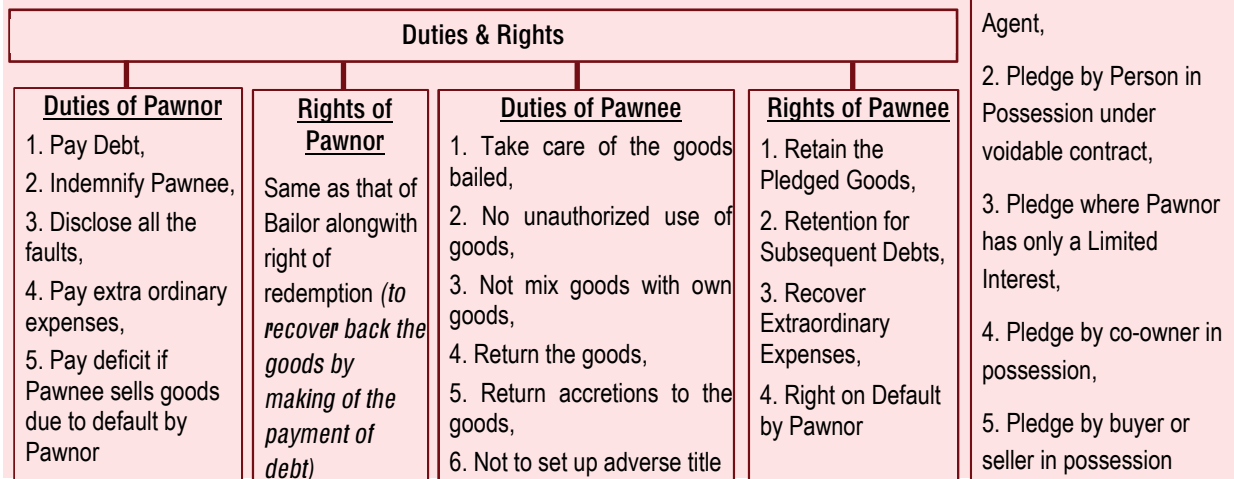 Duties & Rights
Duties of Pawnor
1. Pay Debt,
2. Indemnify Pawnee,
3. Disclose all the
faults,
4. Pay extra ordinary
expenses,
5. Pay deficit if
Pawnee sells goods
due to default by
Pawnor
Rights of
Pawnor
Same as that of
Bailor alongwith
right of
redemption (to
recover back the
goods by
making of the
payment of
debt)
Duties of Pawnee
1. Take care of the goods
bailed,
2. No unauthorized use of
goods,
3. Not mix goods with own
goods,
4. Return the goods,
5. Return accretions to the
goods,
6. Not to set up adverse title
Rights of Pawnee
1. Retain the
Pledged Goods,
2. Retention for
Subsequent Debts,
3. Recover
Extraordinary
Expenses,
4. Right on Default
by Pawnor
Agent,
2. Pledge by Person in
Possession under
voidable contract,
3. Pledge where Pawnor
has only a Limited
Interest,
4. Pledge by co-owner in
possession,
5. Pledge by buyer or
seller in possession